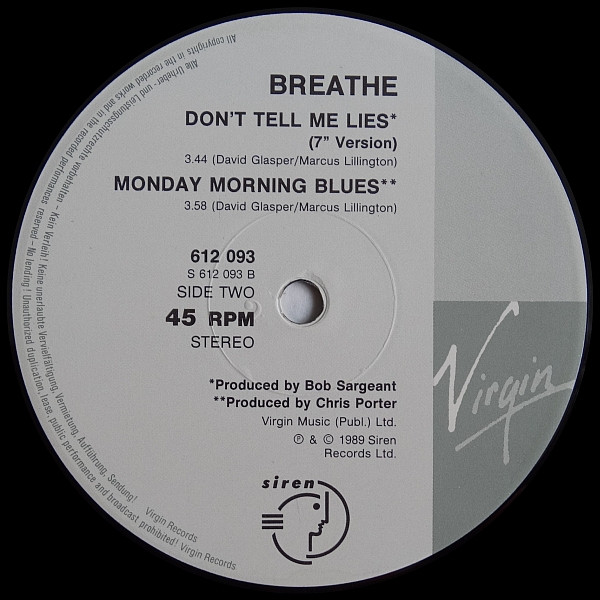 BREATHE
DON'T TELL ME LIES*
(7" Version)
3.44 (David Glasper/Marcus Lillington)
MONDAY MORNING BLUES**
3.58 (David Glasper/Marcus Lillington)
612 093
S 612 093 B
SIDE TWO
45 RPM
STEREO
*Produced by Bob Sargeant
**Produced by Chris Porter
Virgin Music (Publ.) Ltd.
℗ & © 1989 Siren
Records Ltd.
siren
Virgin
Alle Urheber- und Leistungsschutzrechte vorbehalten – Kein Verleih! Keine unerlaubte Vervielfältigung, Vermietung, Aufführung, Sendung! Virgin Records
All copyrights in the recorded works and in the recorded performances reserved – No lending! Unauthorized duplication, lease, public performance and broadcast prohibited! Virgin Records